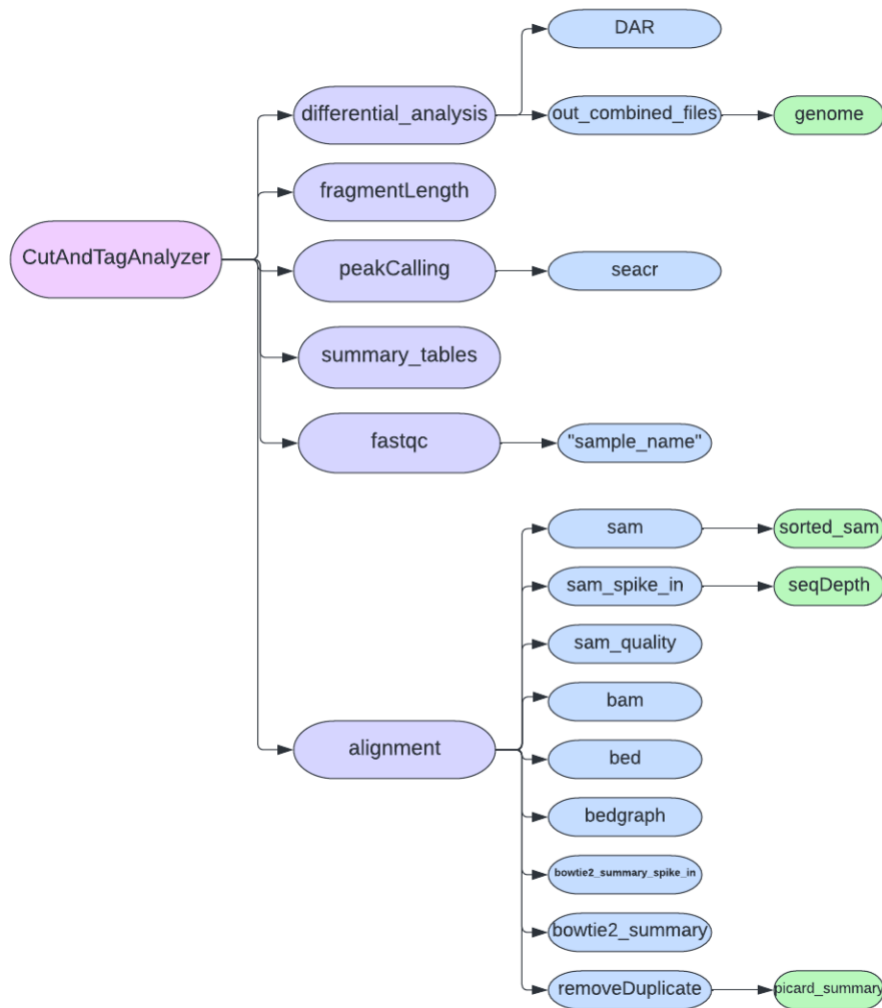 DAR
differential_analysis
out_combined_files
genome
fragmentLength
CutAndTagAnalyzer
peakCalling
seacr
summary_tables
fastqc
"sample_name"
sam
sorted_sam
sam_spike_in
seqDepth
sam_quality
bam
alignment
bed
bedgraph
bowtie2_summary_spike_in
bowtie2_summary
removeDuplicate
picard_summary